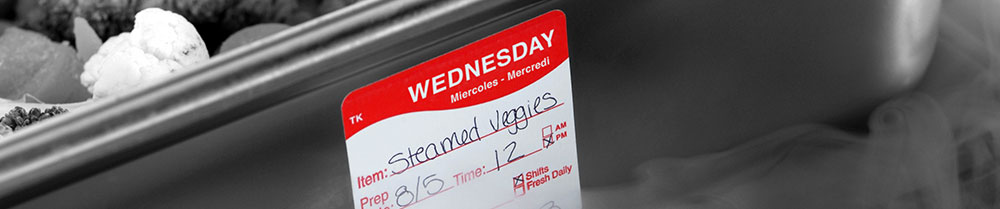 WEDNESDAY
Miercoles - Mercredi
TK
Item: Steamed Veggies
Prep 8/5 Time: 12 AM PM
Shifts
Fresh Daily